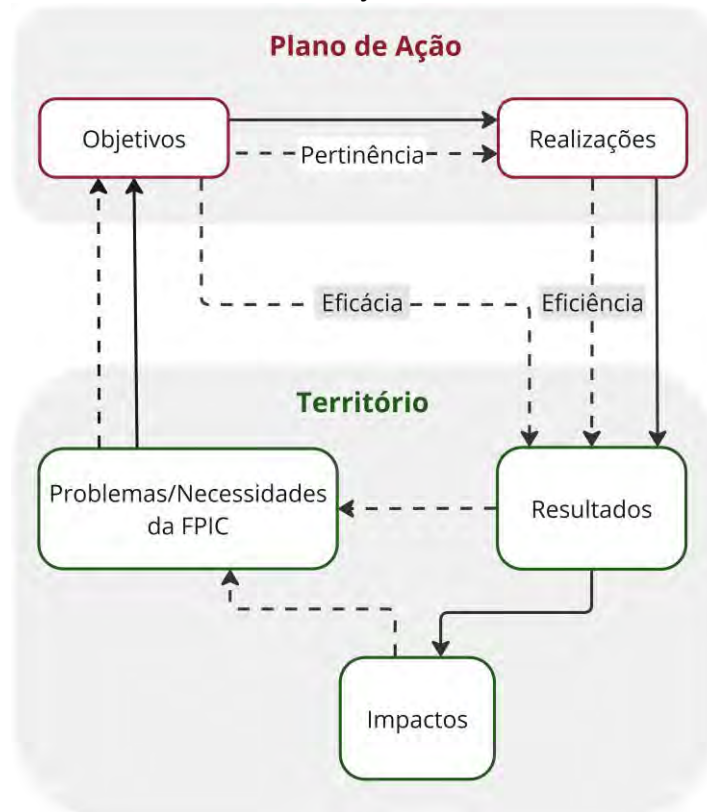 Plano de Ação
Objetivos
Realizações
Pertinência
Eficácia
Eficiência
Território
Problemas/Necessidades
da FPIC
Resultados
Impactos